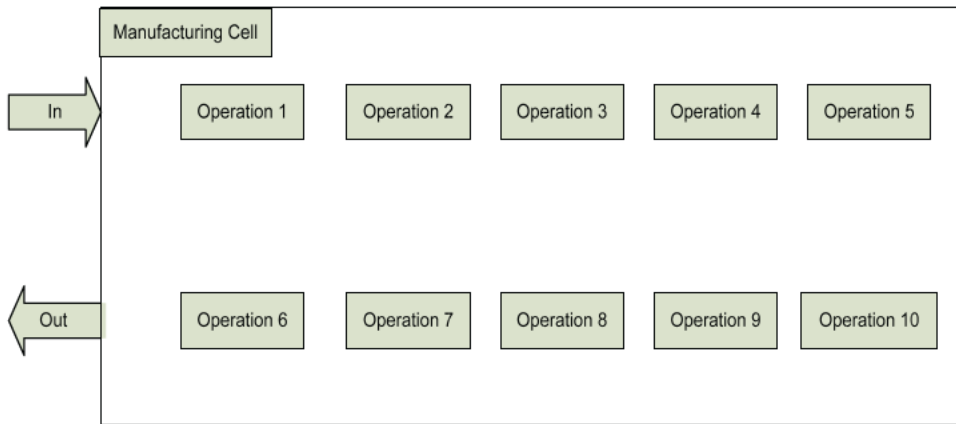 Manufacturing Cell
In
Operation 1
Operation 2
Operation 3
Operation 4
Operation 5
Out
Operation 6
Operation 7
Operation 8
Operation 9
Operation 10